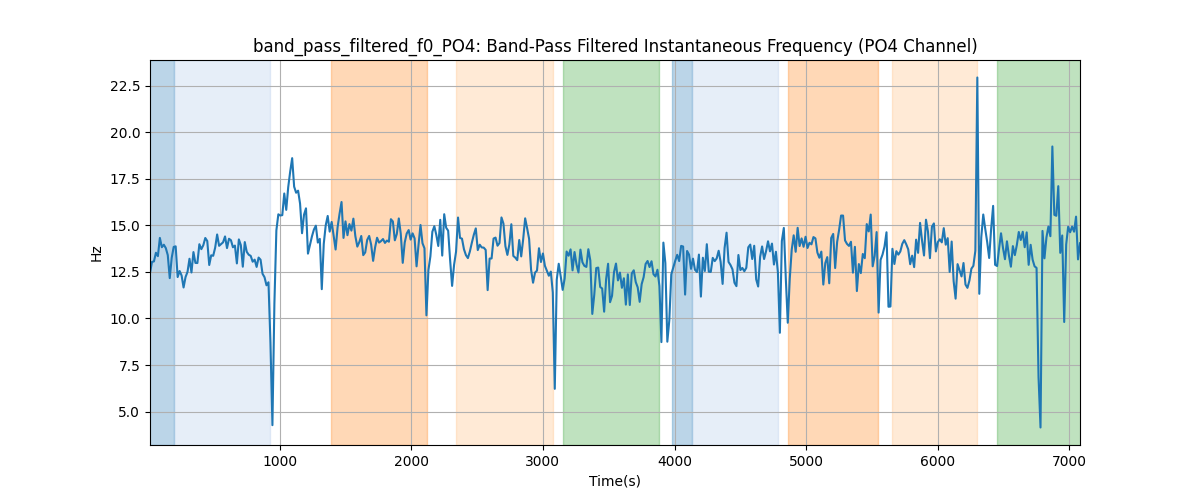 band_pass_filtered_f0_PO4: Band-Pass Filtered Instantaneous Frequency (PO4 Channel)
22.5
20.0
17.5
15.0
12.5
10.0
7.5
5.0
Hz
1000 2000 3000 4000 5000 6000 7000
Time(s)